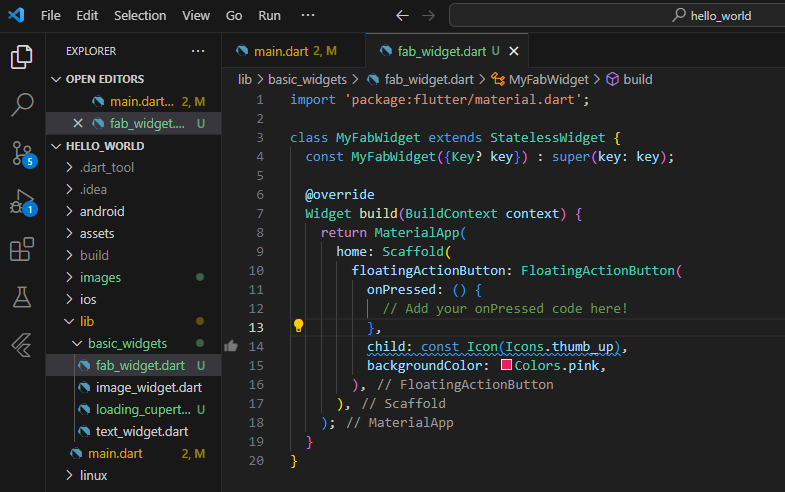 File Edit Selection View Go Run ··· hello_world
EXPLORER ···
OPEN EDITORS
main.dart... 2, M
fab_widget.... U
HELLO_WORLD
.dart_tool
.idea
android
assets
build
images
ios
lib
basic_widgets
fab_widget.dart U
image_widget.dart
loading_cupert... U
text_widget.dart
main.dart 2, M
linux
5
1
main.dart 2, M fab_widget.dart U
lib > basic_widgets > fab_widget.dart > MyFabWidget > build
1 import 'package:flutter/material.dart';
2
3 class MyFabWidget extends StatelessWidget {
4 const MyFabWidget({Key? key}) : super(key: key);
5
6 @override
7 Widget build(BuildContext context) {
8 return MaterialApp(
9 home: Scaffold(
10 floatingActionButton: FloatingActionButton(
11 onPressed: () {
12 // Add your onPressed code here!
13 },
14 child: const Icon(Icons.thumb_up),
15 backgroundColor: Colors.pink,
16 ), // FloatingActionButton
17 ), // Scaffold
18 ); // MaterialApp
19 }
20 }